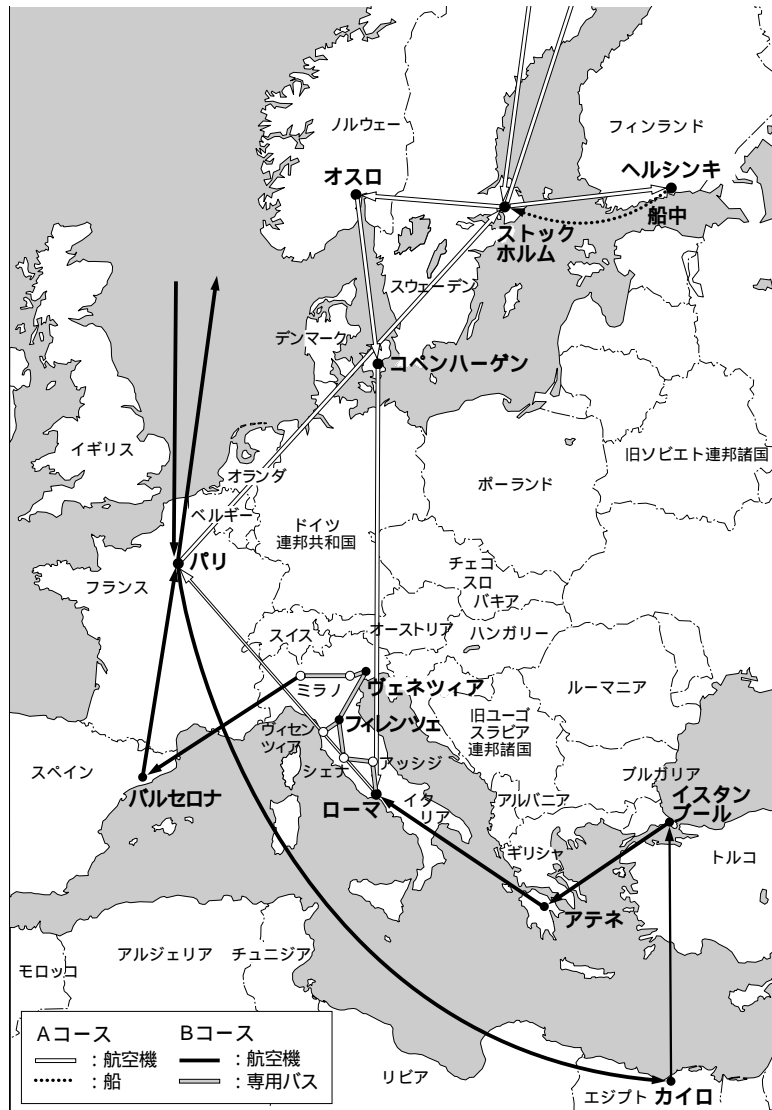 ノルウェー
フィンランド
オスロ
ヘルシンキ
船中
ストック
ホルム
スウェーデン
デンマーク
コペンハーゲン
イギリス
オランダ
ベルギー
ポーランド
旧ソビエト連邦諸国
ドイツ
連邦共和国
パリ
フランス
チェコ
スロ
バキア
スイス
オーストリア
ハンガリー
ミラノ
ヴェネツィア
ルーマニア
フィレンツェ
ヴィセン
ツィア
旧ユーゴ
スラビア
連邦諸国
スペイン
シェナ
アッシジ
バルセロナ
ローマ
イタ
リア
アルバニア
ブルガリア
イスタン
ブール
ギリシャ
トルコ
アテネ
モロッコ
アルジェリア
チュニジア
リビア
エジプト
カイロ
Aコース
:航空機
:船
Bコース
:航空機
:専用バス